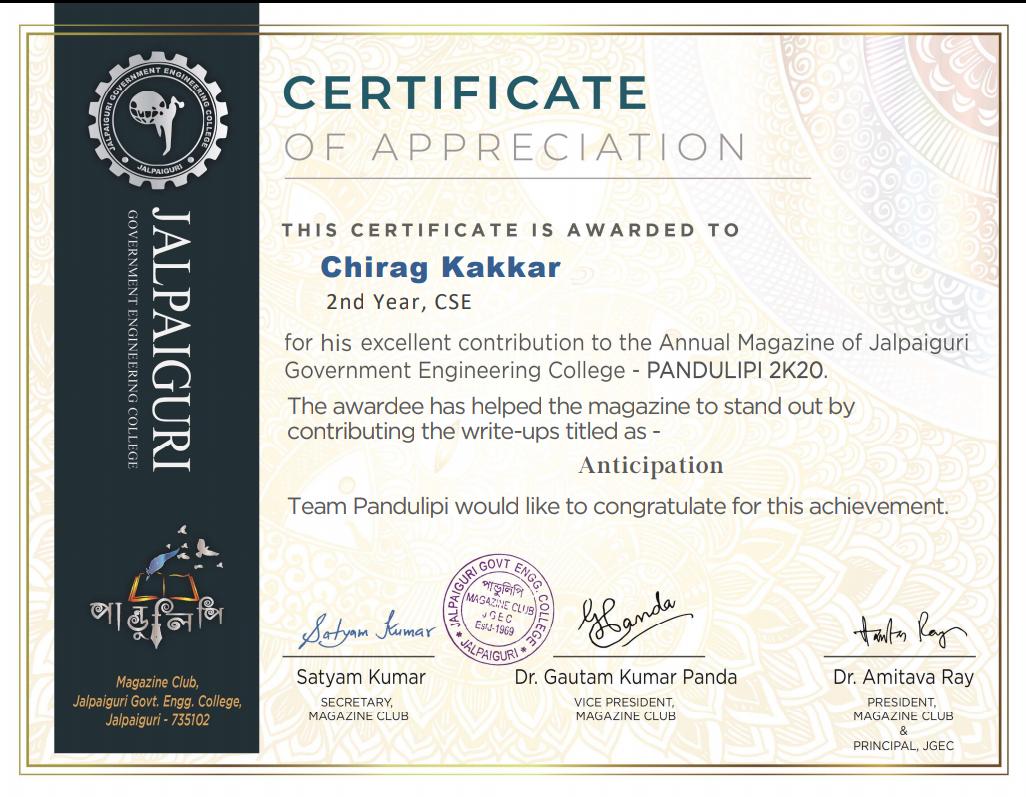 JALPAIGURI GOVERNMENT ENGINEERING COLLEGE
JALPAIGURI
JALPAIGURI
GOVERNMENT ENGINEERING COLLEGE
পাণ্ডুলিপি
Magazine Club,
Jalpaiguri Govt. Engg. College,
Jalpaiguri - 735102
CERTIFICATE
OF APPRECIATION
THIS CERTIFICATE IS AWARDED TO
Chirag Kakkar
2nd Year, CSE
for his excellent contribution to the Annual Magazine of Jalpaiguri
Government Engineering College - PANDULIPI 2K20.
The awardee has helped the magazine to stand out by
contributing the write-ups titled as -
Anticipation
Team Pandulipi would like to congratulate for this achievement.
Satyam Kumar
JALPAIGURI GOVT ENGG. COLLEGE
পাণ্ডুলিপি
MAGAZINE CLUB
JGEC
Estd-1969
* JALPAIGURI *
GPanda
Amitava Ray
Satyam Kumar
SECRETARY,
MAGAZINE CLUB
Dr. Gautam Kumar Panda
VICE PRESIDENT,
MAGAZINE CLUB
Dr. Amitava Ray
PRESIDENT,
MAGAZINE CLUB
&
PRINCIPAL, JGEC